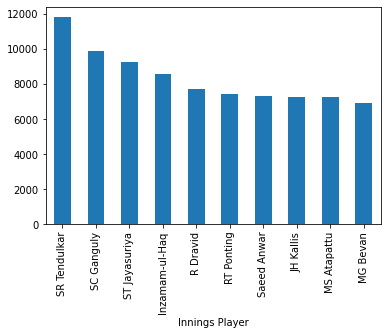 12000
10000
8000
6000
4000
2000
0
SR Tendulkar
SC Ganguly
ST Jayasuriya
Inzamam-ul-Haq
R Dravid
RT Ponting
Saeed Anwar
JH Kallis
MS Atapattu
MG Bevan
Innings Player